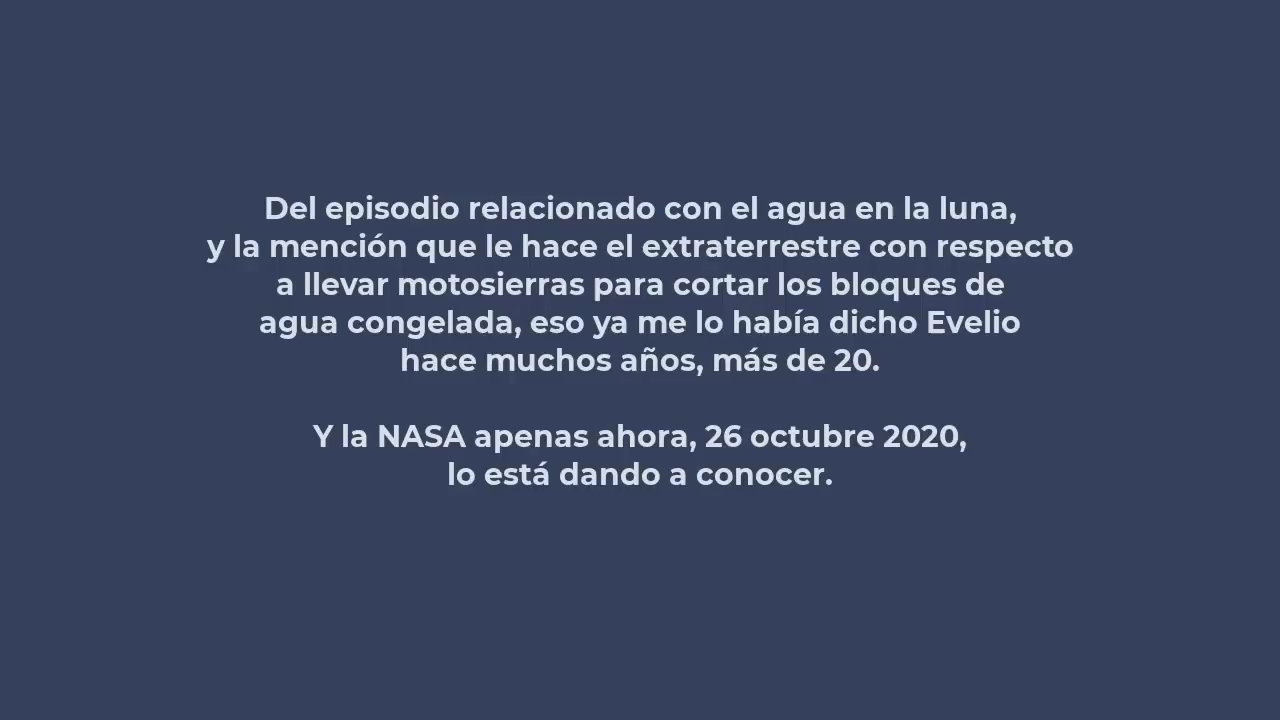 Del episodio relacionado con el agua en la luna,
y la mención que le hace el extraterrestre con respecto
a llevar motosierras para cortar los bloques de
agua congelada, eso ya me lo había dicho Evelio
hace muchos años, más de 20.
Y la NASA apenas ahora, 26 octubre 2020,
lo está dando a conocer.